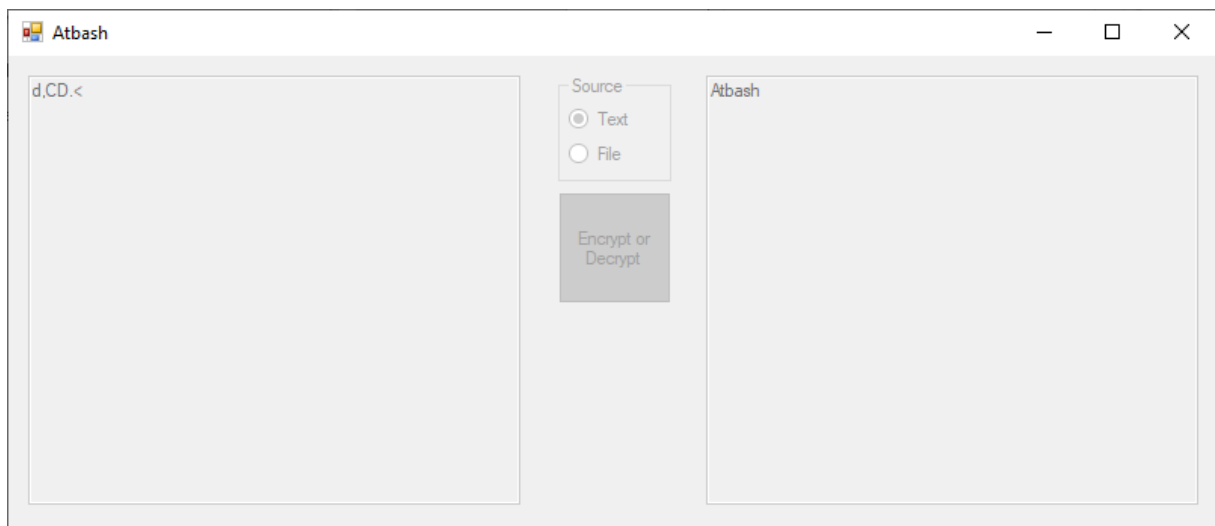 Atbash
d,CD.<
Source
Text
File
Encrypt or
Decrypt
Atbash